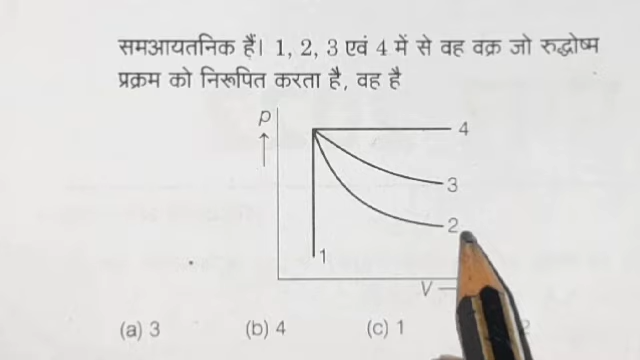 समआयतनिक हैं। 1, 2, 3 एवं 4 में से वह वक्र जो रुद्धोष्म
प्रक्रम को निरूपित करता है, वह है
p
4
3
2
1
V
(a) 3
(b) 4
(c) 1
2